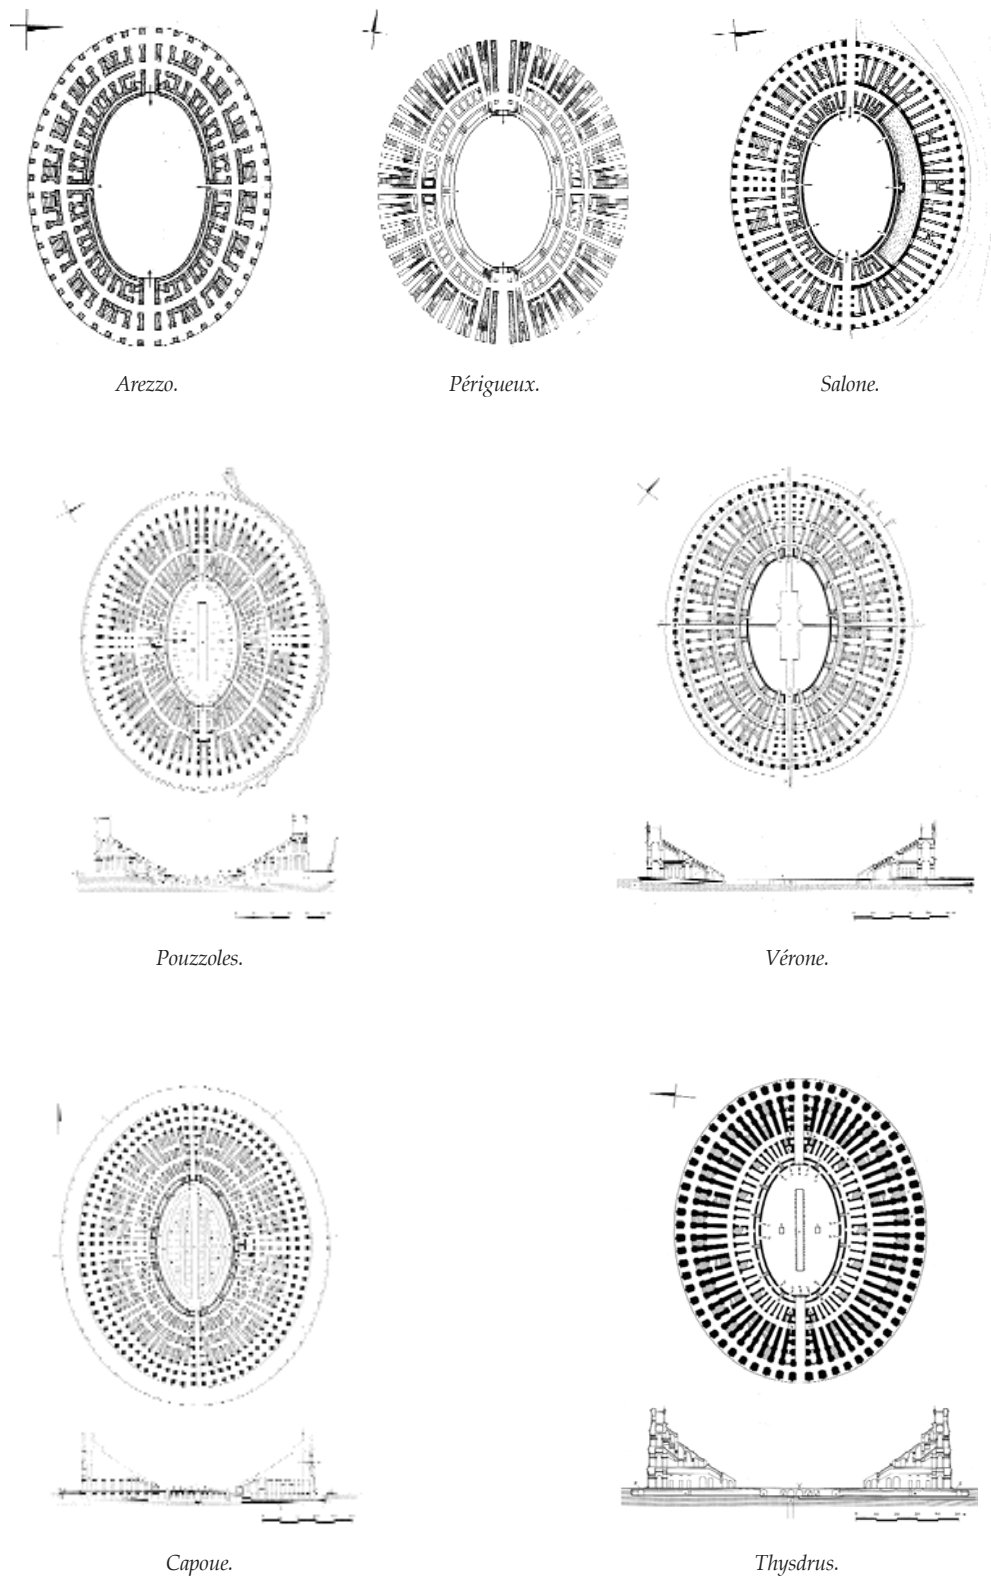 Arezzo.
Périgueux.
Salone.
Pouzzoles.
Vérone.
Capoue.
Thysdrus.